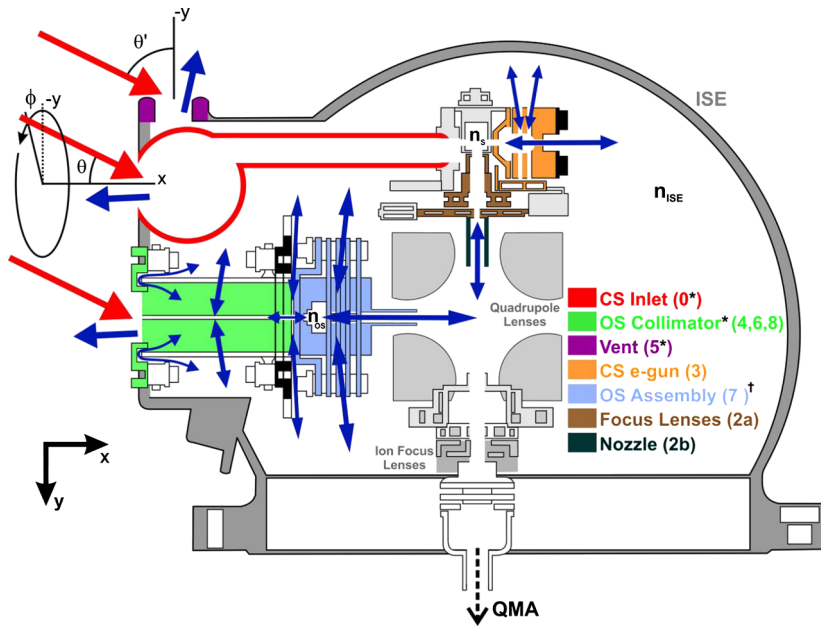 -y
θ'
ISE
ϕ
-y
θ
x
n_s
n_ISE
n_os
Quadrupole
Lenses
CS Inlet (0*)
OS Collimator* (4,6,8)
Vent (5*)
CS e-gun (3)
OS Assembly (7 )†
Focus Lenses (2a)
Nozzle (2b)
x
y
Ion Focus
Lenses
QMA